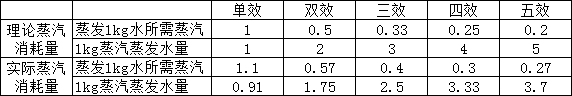 单效 双效 三效 四效 五效
理论蒸汽消耗量 蒸发1kg水所需蒸汽 1 0.5 0.33 0.25 0.2
1kg蒸汽蒸发水量 1 2 3 4 5
实际蒸汽消耗量 蒸发1kg水所需蒸汽 1.1 0.57 0.4 0.3 0.27
1kg蒸汽蒸发水量 0.91 1.75 2.5 3.33 3.7